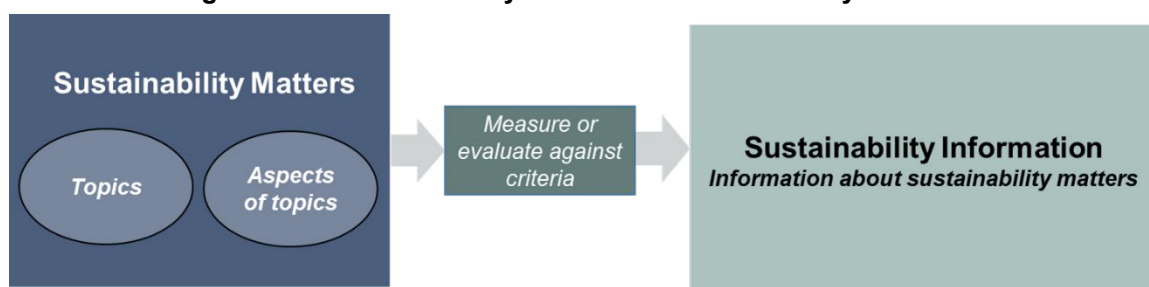 Sustainability Matters
Topics
Aspects
of topics
Measure or
evaluate against
criteria
Sustainability Information
Information about sustainability matters